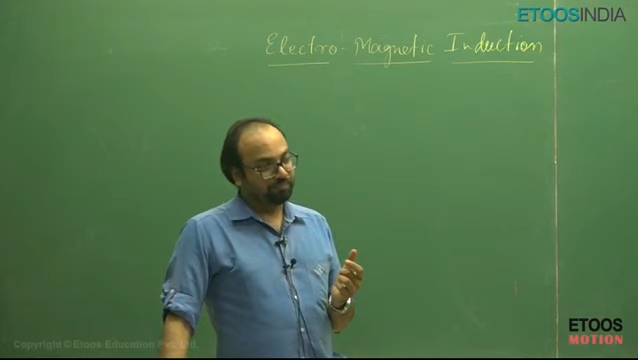 ETOOSINDIA
Electro-Magnetic Induction
ETOOS
MOTION
Copyright © Etoos Education Pvt. Ltd.